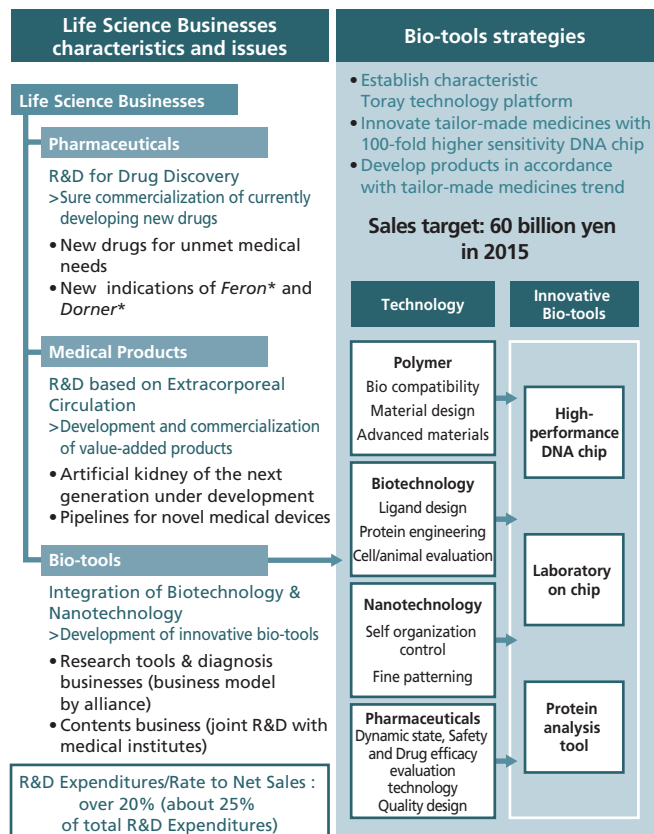 Life Science Businesses
characteristics and issues
Life Science Businesses
Pharmaceuticals
R&D for Drug Discovery
>Sure commercialization of currently
developing new drugs
• New drugs for unmet medical
needs
• New indications of Feron* and
Dorner*
Medical Products
R&D based on Extracorporeal
Circulation
>Development and commercialization
of value-added products
• Artificial kidney of the next
generation under development
• Pipelines for novel medical devices
Bio-tools
Integration of Biotechnology &
Nanotechnology
>Development of innovative bio-tools
• Research tools & diagnosis
businesses (business model
by alliance)
• Contents business (joint R&D with
medical institutes)
R&D Expenditures/Rate to Net Sales :
over 20% (about 25%
of total R&D Expenditures)
Bio-tools strategies
• Establish characteristic
Toray technology platform
• Innovate tailor-made medicines with
100-fold higher sensitivity DNA chip
• Develop products in accordance
with tailor-made medicines trend
Sales target: 60 billion yen
in 2015
Technology
Polymer
Bio compatibility
Material design
Advanced materials
Biotechnology
Ligand design
Protein engineering
Cell/animal evaluation
Nanotechnology
Self organization
control
Fine patterning
Pharmaceuticals
Dynamic state, Safety
and Drug efficacy
evaluation
technology
Quality design
Innovative
Bio-tools
High-
performance
DNA chip
Laboratory
on chip
Protein
analysis
tool